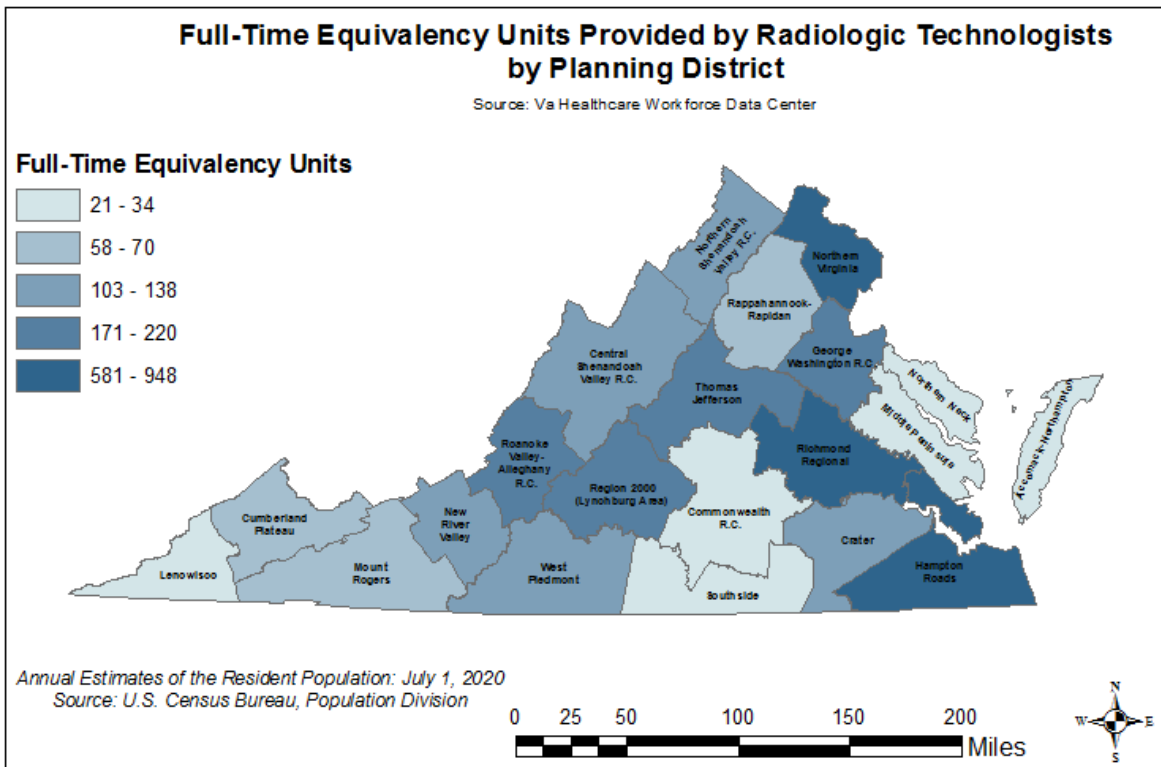 Full-Time Equivalency Units Provided by Radiologic Technologists
by Planning District
Source: Va Healthcare Workforce Data Center
Full-Time Equivalency Units
21 - 34
58 - 70
103 - 138
171 - 220
581 - 948
Northern
Shenandoah
Valley R.C.
Northern
Virginia
Rappahannock-
Rapidan
Central
Shenandoah
Valley R.C.
George
Washington R.C.
Thomas
Jefferson
Northern Neck
Middle Peninsula
Accomack-Northampton
Roanoke
Valley-
Alleghany
R.C.
Richmond
Regional
Region 2000
(Lynchburg Area)
Commonwealth
R.C.
Cumberland
Plateau
New
River
Valley
Crater
Lenowisco
Mount
Rogers
West
Piedmont
Hampton
Roads
Southside
Annual Estimates of the Resident Population: July 1, 2020
Source: U.S. Census Bureau, Population Division
0 25 50 100 150 200
Miles
N
W E
S